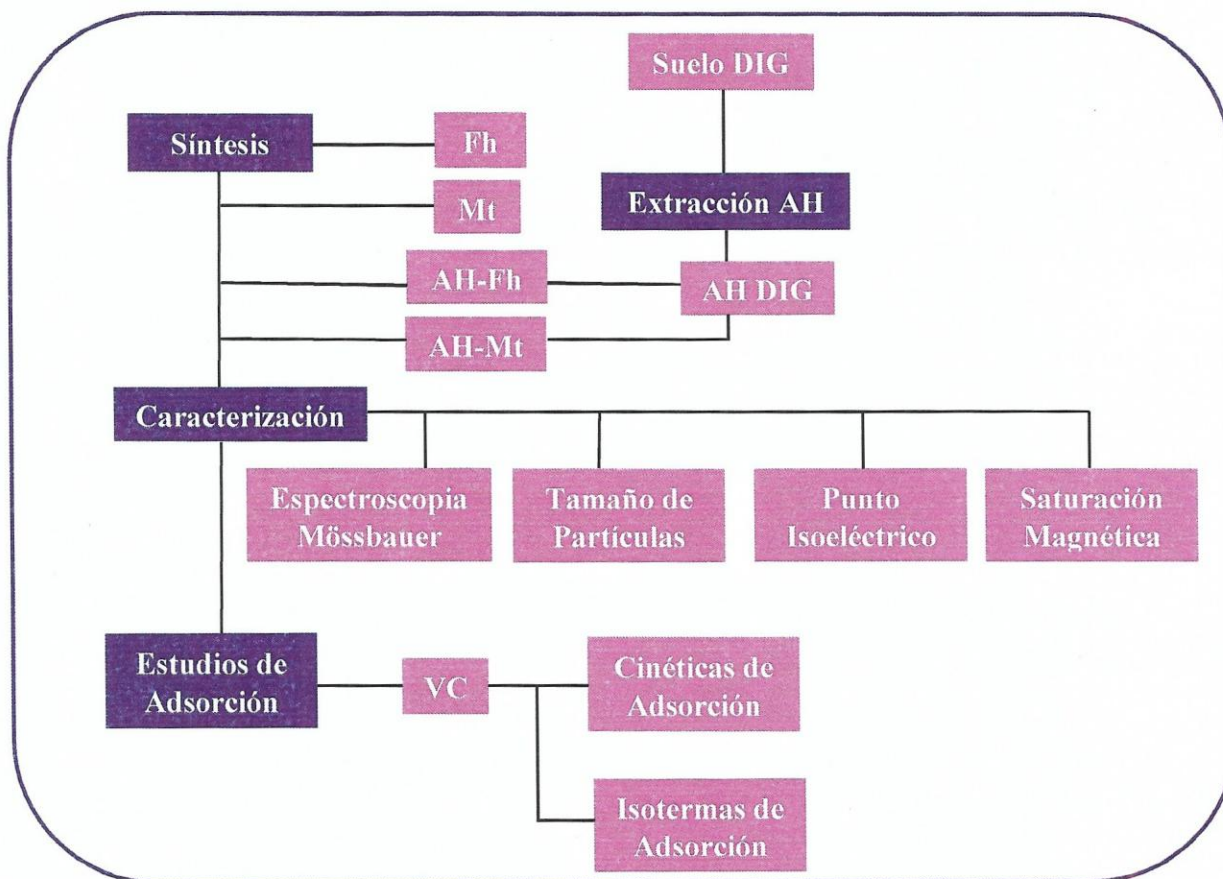 Suelo DIG
Síntesis
Fh
Mt
Extracción AH
AH-Fh
AH DIG
AH-Mt
Caracterización
Espectroscopia
Mössbauer
Tamaño de
Partículas
Punto
Isoeléctrico
Saturación
Magnética
Estudios de
Adsorción
VC
Cinéticas de
Adsorción
Isotermas de
Adsorción